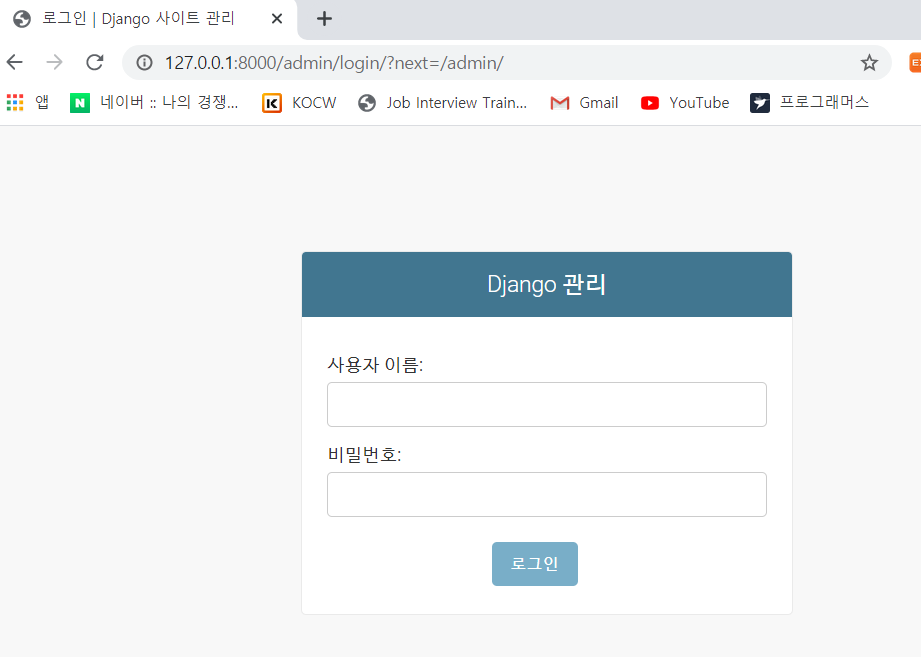 로그인 | Django 사이트 관리
127.0.0.1:8000/admin/login/?next=/admin/
앱 네이버 :: 나의 경쟁... KOCW Job Interview Train... Gmail YouTube 프로그래머스
Django 관리
사용자 이름:
비밀번호:
로그인